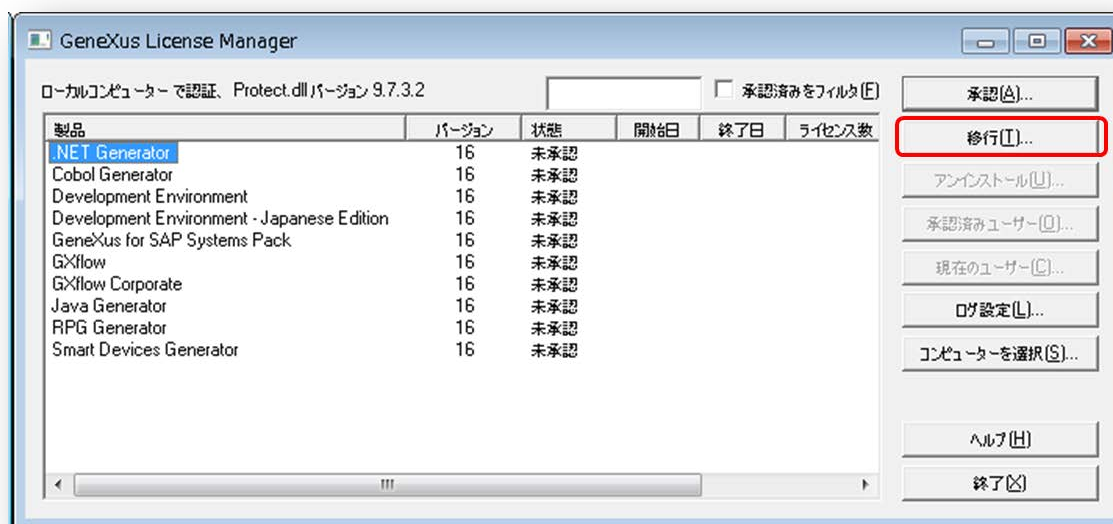 GeneXus License Manager
ローカルコンピューター で認証、Protect.dll バージョン 9.7.3.2
承認済みをフィルタ(F)
承認(A)...
製品 バージョン 状態 開始日 終了日 ライセンス数
移行(T)...
.NET Generator 16 未承認
Cobol Generator 16 未承認
アンインストール(U)...
Development Environment 16 未承認
Development Environment - Japanese Edition 16 未承認
承認済みユーザー(O)...
GeneXus for SAP Systems Pack 16 未承認
GXflow 16 未承認
現在のユーザー(C)...
GXflow Corporate 16 未承認
Java Generator 16 未承認
ログ設定(L)...
RPG Generator 16 未承認
Smart Devices Generator 16 未承認
コンピューターを選択(S)...
ヘルプ(H)
終了(X)